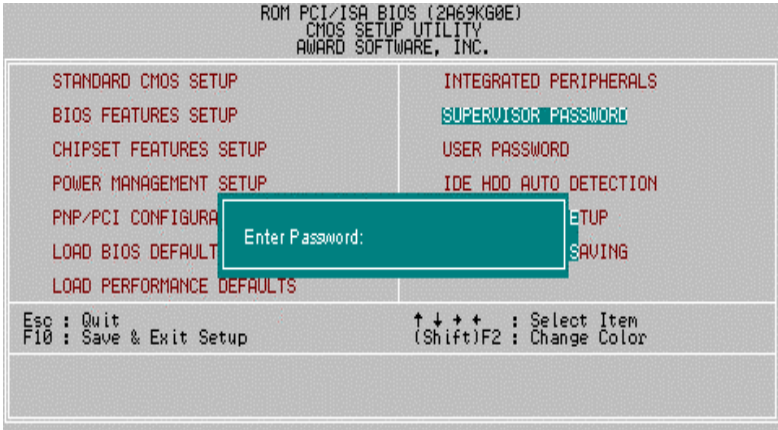 ROM PCI/ISA BIOS (2A69KG0E)
CMOS SETUP UTILITY
AWARD SOFTWARE, INC.
STANDARD CMOS SETUP
BIOS FEATURES SETUP
CHIPSET FEATURES SETUP
POWER MANAGEMENT SETUP
PNP/PCI CONFIGURA
LOAD BIOS DEFAULT
LOAD PERFORMANCE DEFAULTS
INTEGRATED PERIPHERALS
SUPERVISOR PASSWORD
USER PASSWORD
IDE HDD AUTO DETECTION
ETUP
SAVING
Enter Password:
Esc : Quit
F10 : Save & Exit Setup
↑ ↓ → ← : Select Item
(Shift)F2 : Change Color